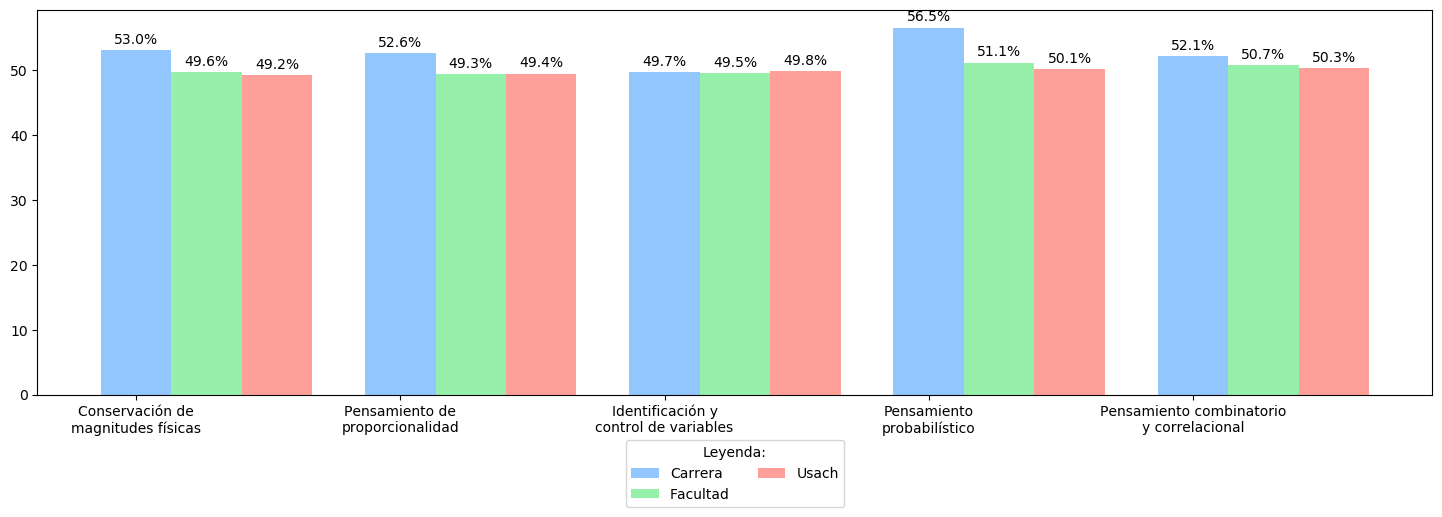 56.5%
53.0%
52.6%
52.1%
51.1%
50.7%
50.3%
50.1%
49.6%
49.2%
49.3%
49.4%
49.7%
49.5%
49.8%
50
40
30
20
10
0
Conservación de
magnitudes físicas
Pensamiento de
proporcionalidad
Identificación y
control de variables
Pensamiento
probabilístico
Pensamiento combinatorio
y correlacional
Leyenda:
Carrera
Facultad
Usach